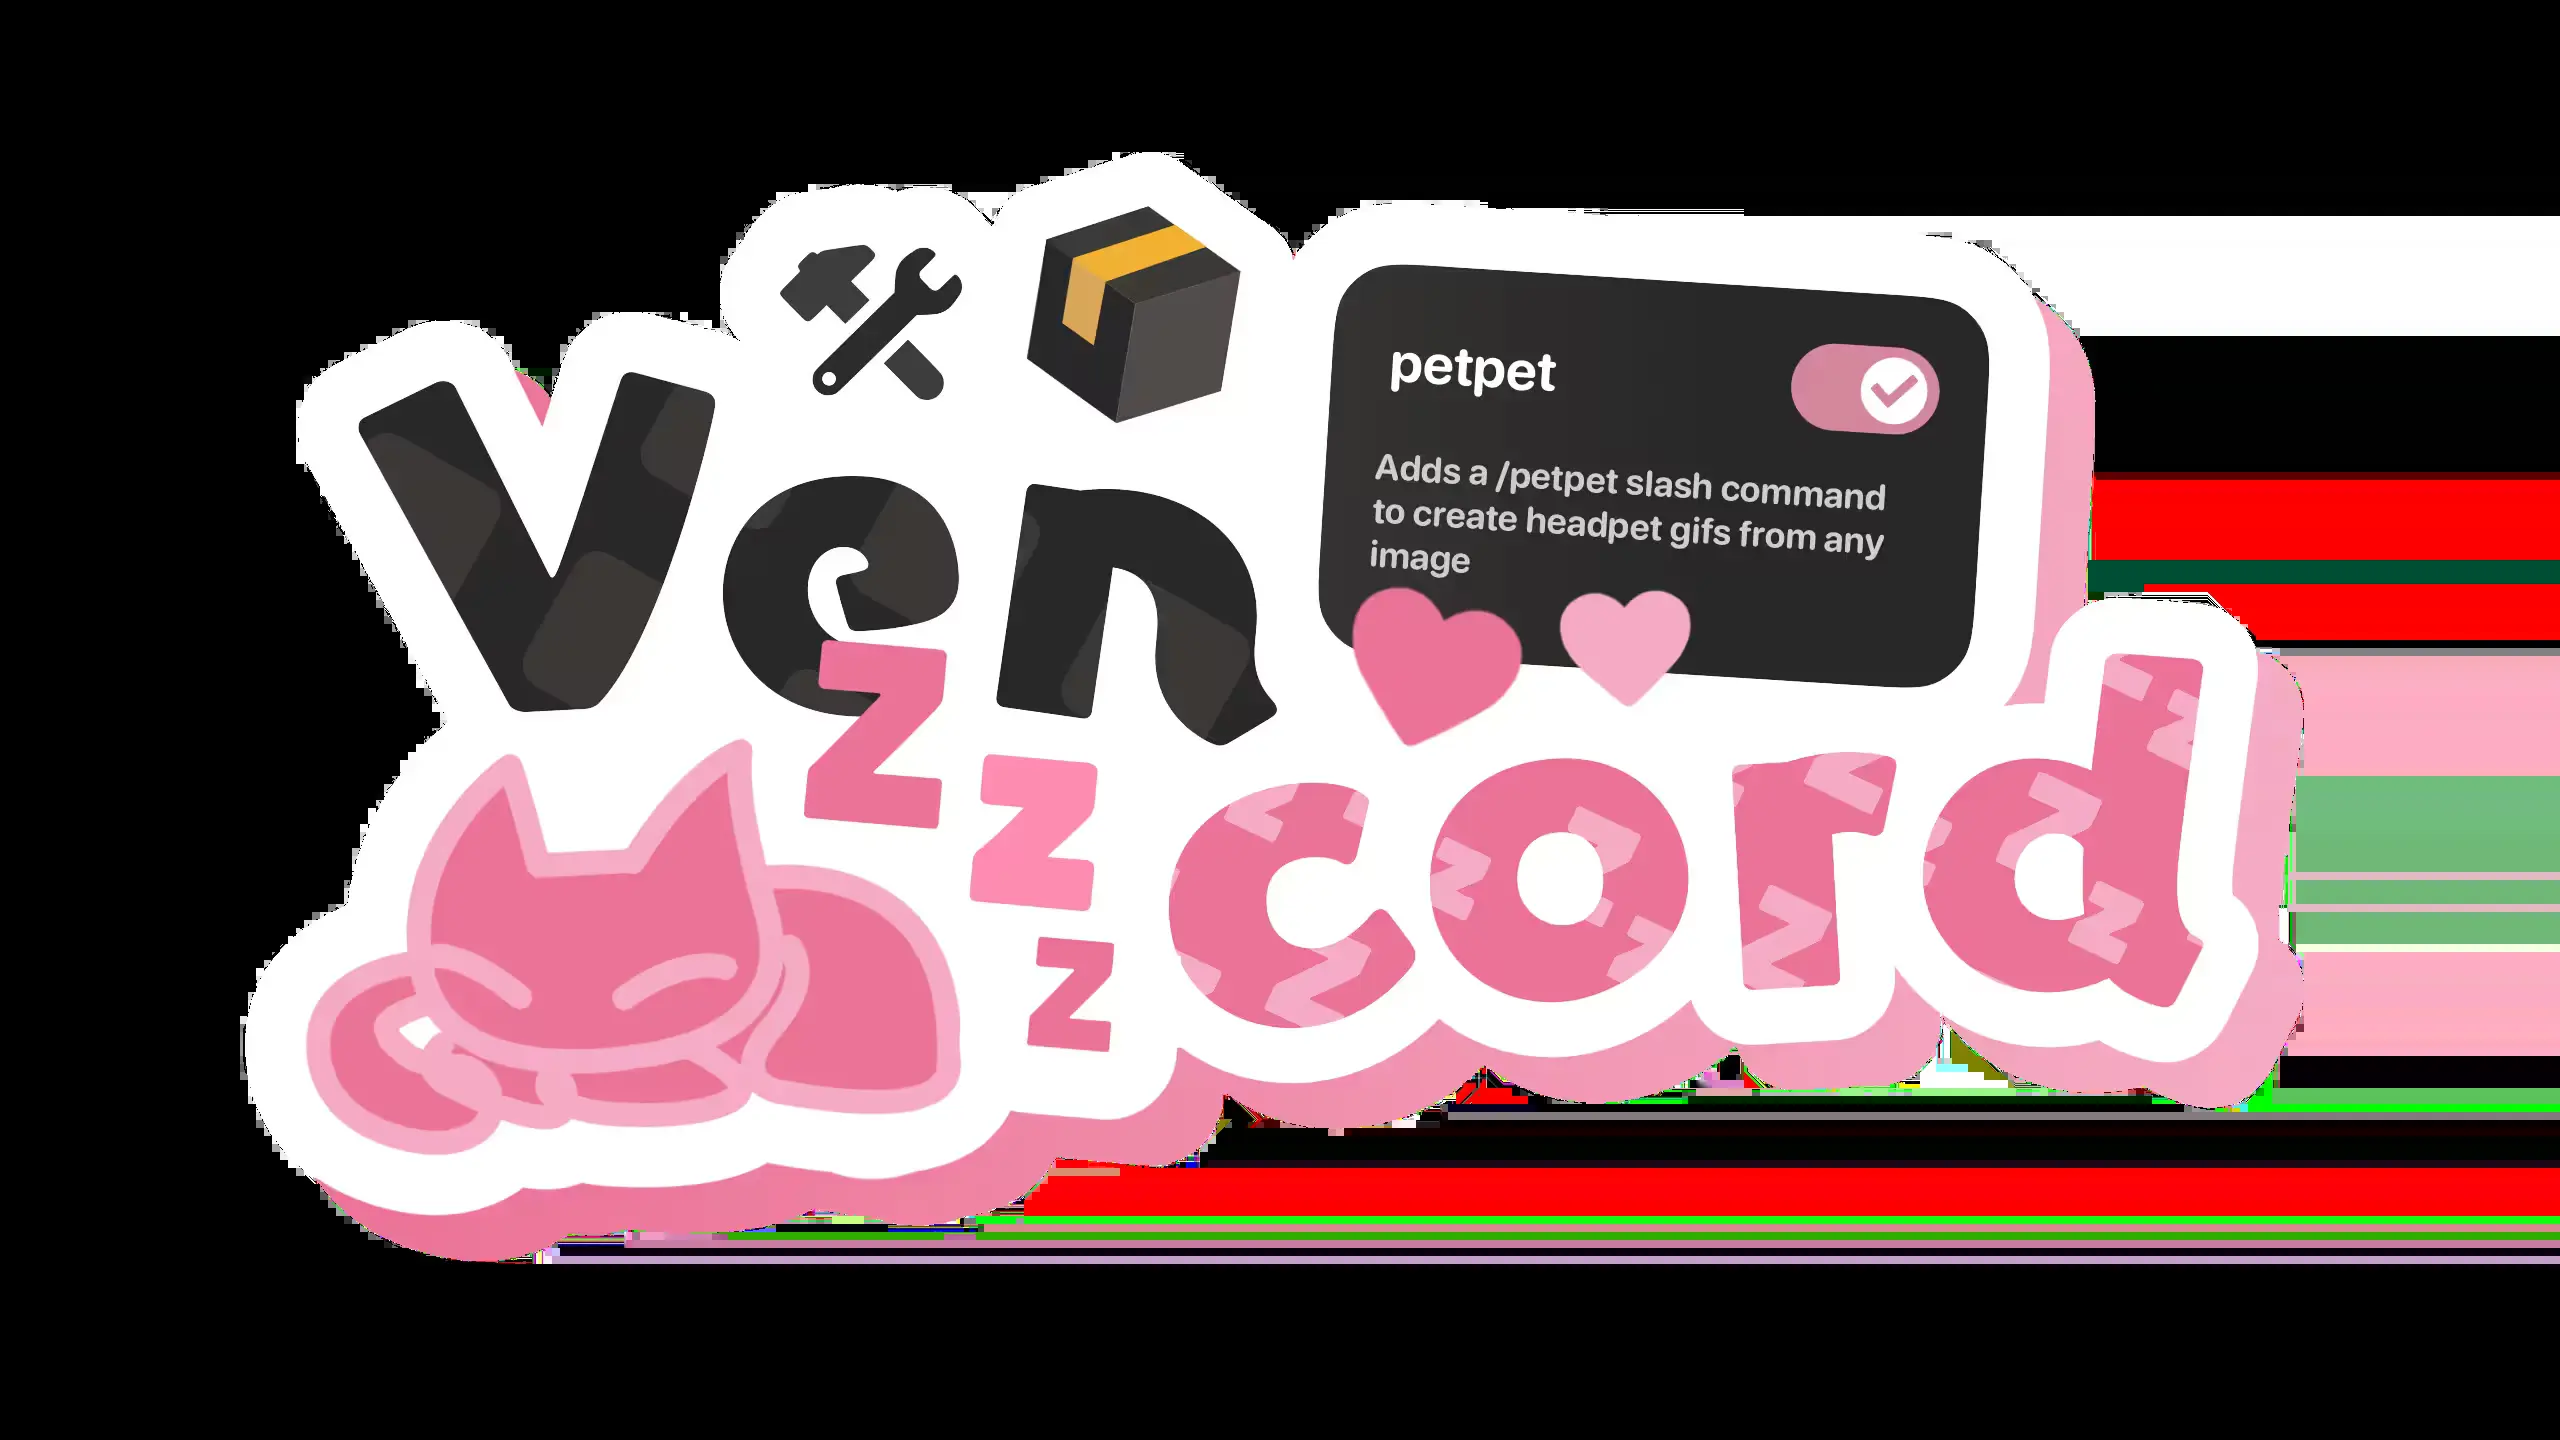 Ven
petpet
Adds a /petpet slash command
to create headpet gifs from any
image
z
z
z
cord